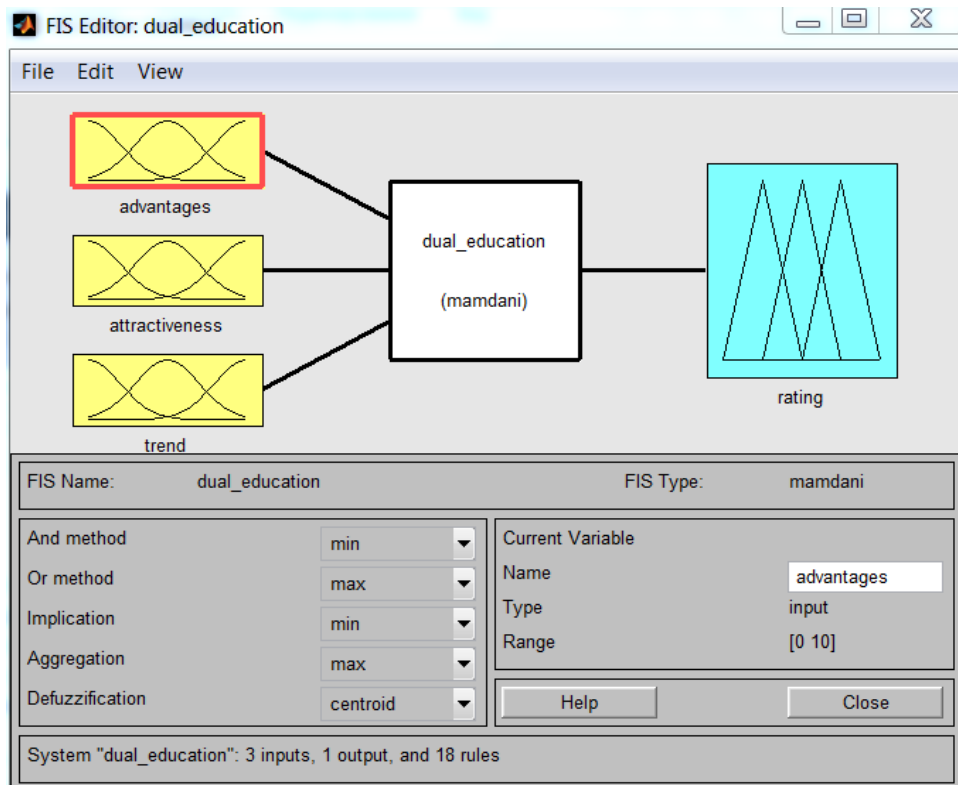 FIS Editor: dual_education
File Edit View
advantages
attractiveness
trend
dual_education
(mamdani)
rating
FIS Name: dual_education FIS Type: mamdani
And method min
Or method max
Implication min
Aggregation max
Defuzzification centroid
Current Variable
Name advantages
Type input
Range [0 10]
Help Close
System "dual_education": 3 inputs, 1 output, and 18 rules